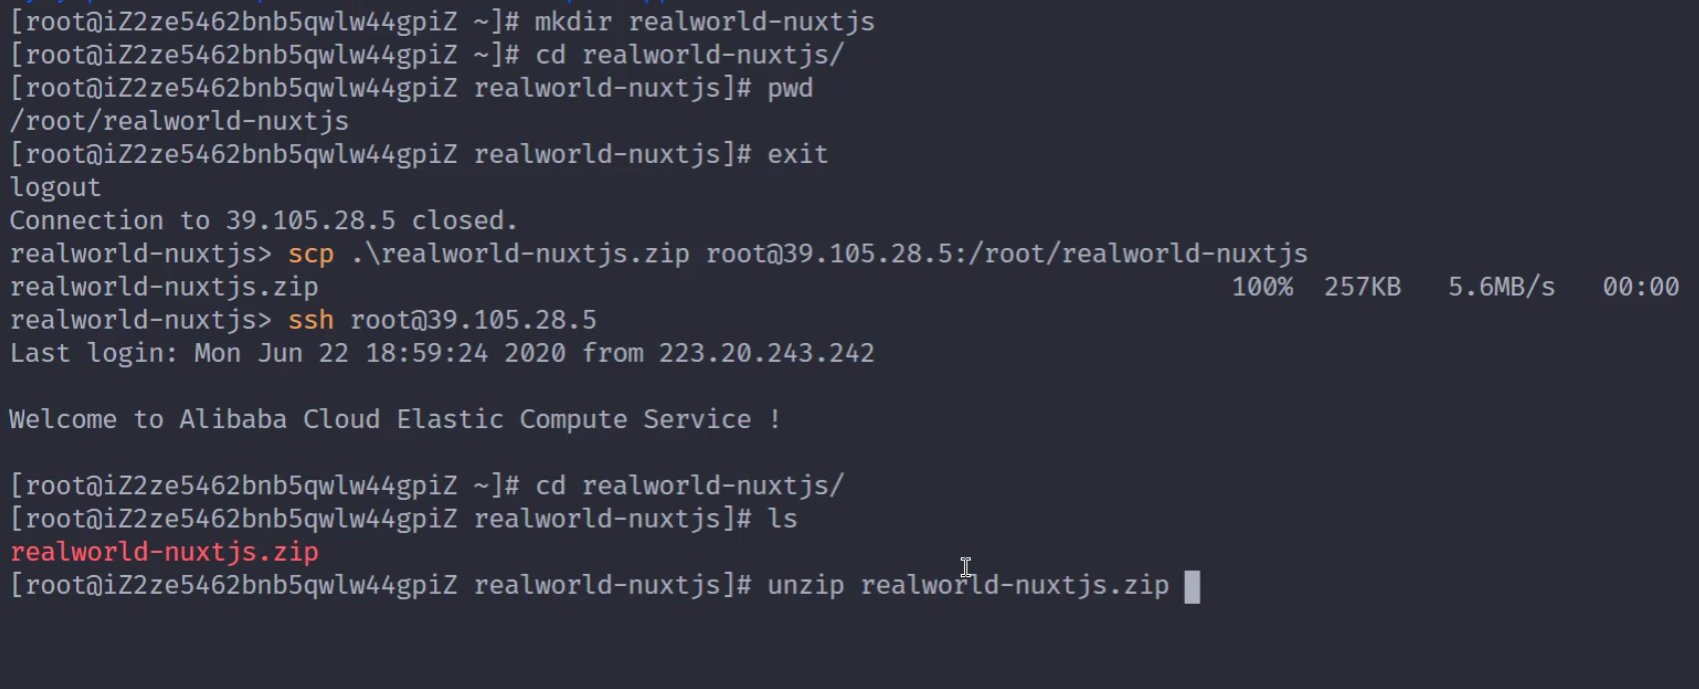 [root@iZ2ze5462bnb5qwlw44gpiZ ~]# mkdir realworld-nuxtjs
[root@iZ2ze5462bnb5qwlw44gpiZ ~]# cd realworld-nuxtjs/
[root@iZ2ze5462bnb5qwlw44gpiZ realworld-nuxtjs]# pwd
/root/realworld-nuxtjs
[root@iZ2ze5462bnb5qwlw44gpiZ realworld-nuxtjs]# exit
logout
Connection to 39.105.28.5 closed.
realworld-nuxtjs> scp .\realworld-nuxtjs.zip root@39.105.28.5:/root/realworld-nuxtjs
realworld-nuxtjs.zip 100% 257KB 5.6MB/s 00:00
realworld-nuxtjs> ssh root@39.105.28.5
Last login: Mon Jun 22 18:59:24 2020 from 223.20.243.242
Welcome to Alibaba Cloud Elastic Compute Service !
[root@iZ2ze5462bnb5qwlw44gpiZ ~]# cd realworld-nuxtjs/
[root@iZ2ze5462bnb5qwlw44gpiZ realworld-nuxtjs]# ls
realworld-nuxtjs.zip
[root@iZ2ze5462bnb5qwlw44gpiZ realworld-nuxtjs]# unzip realworld-nuxtjs.zip